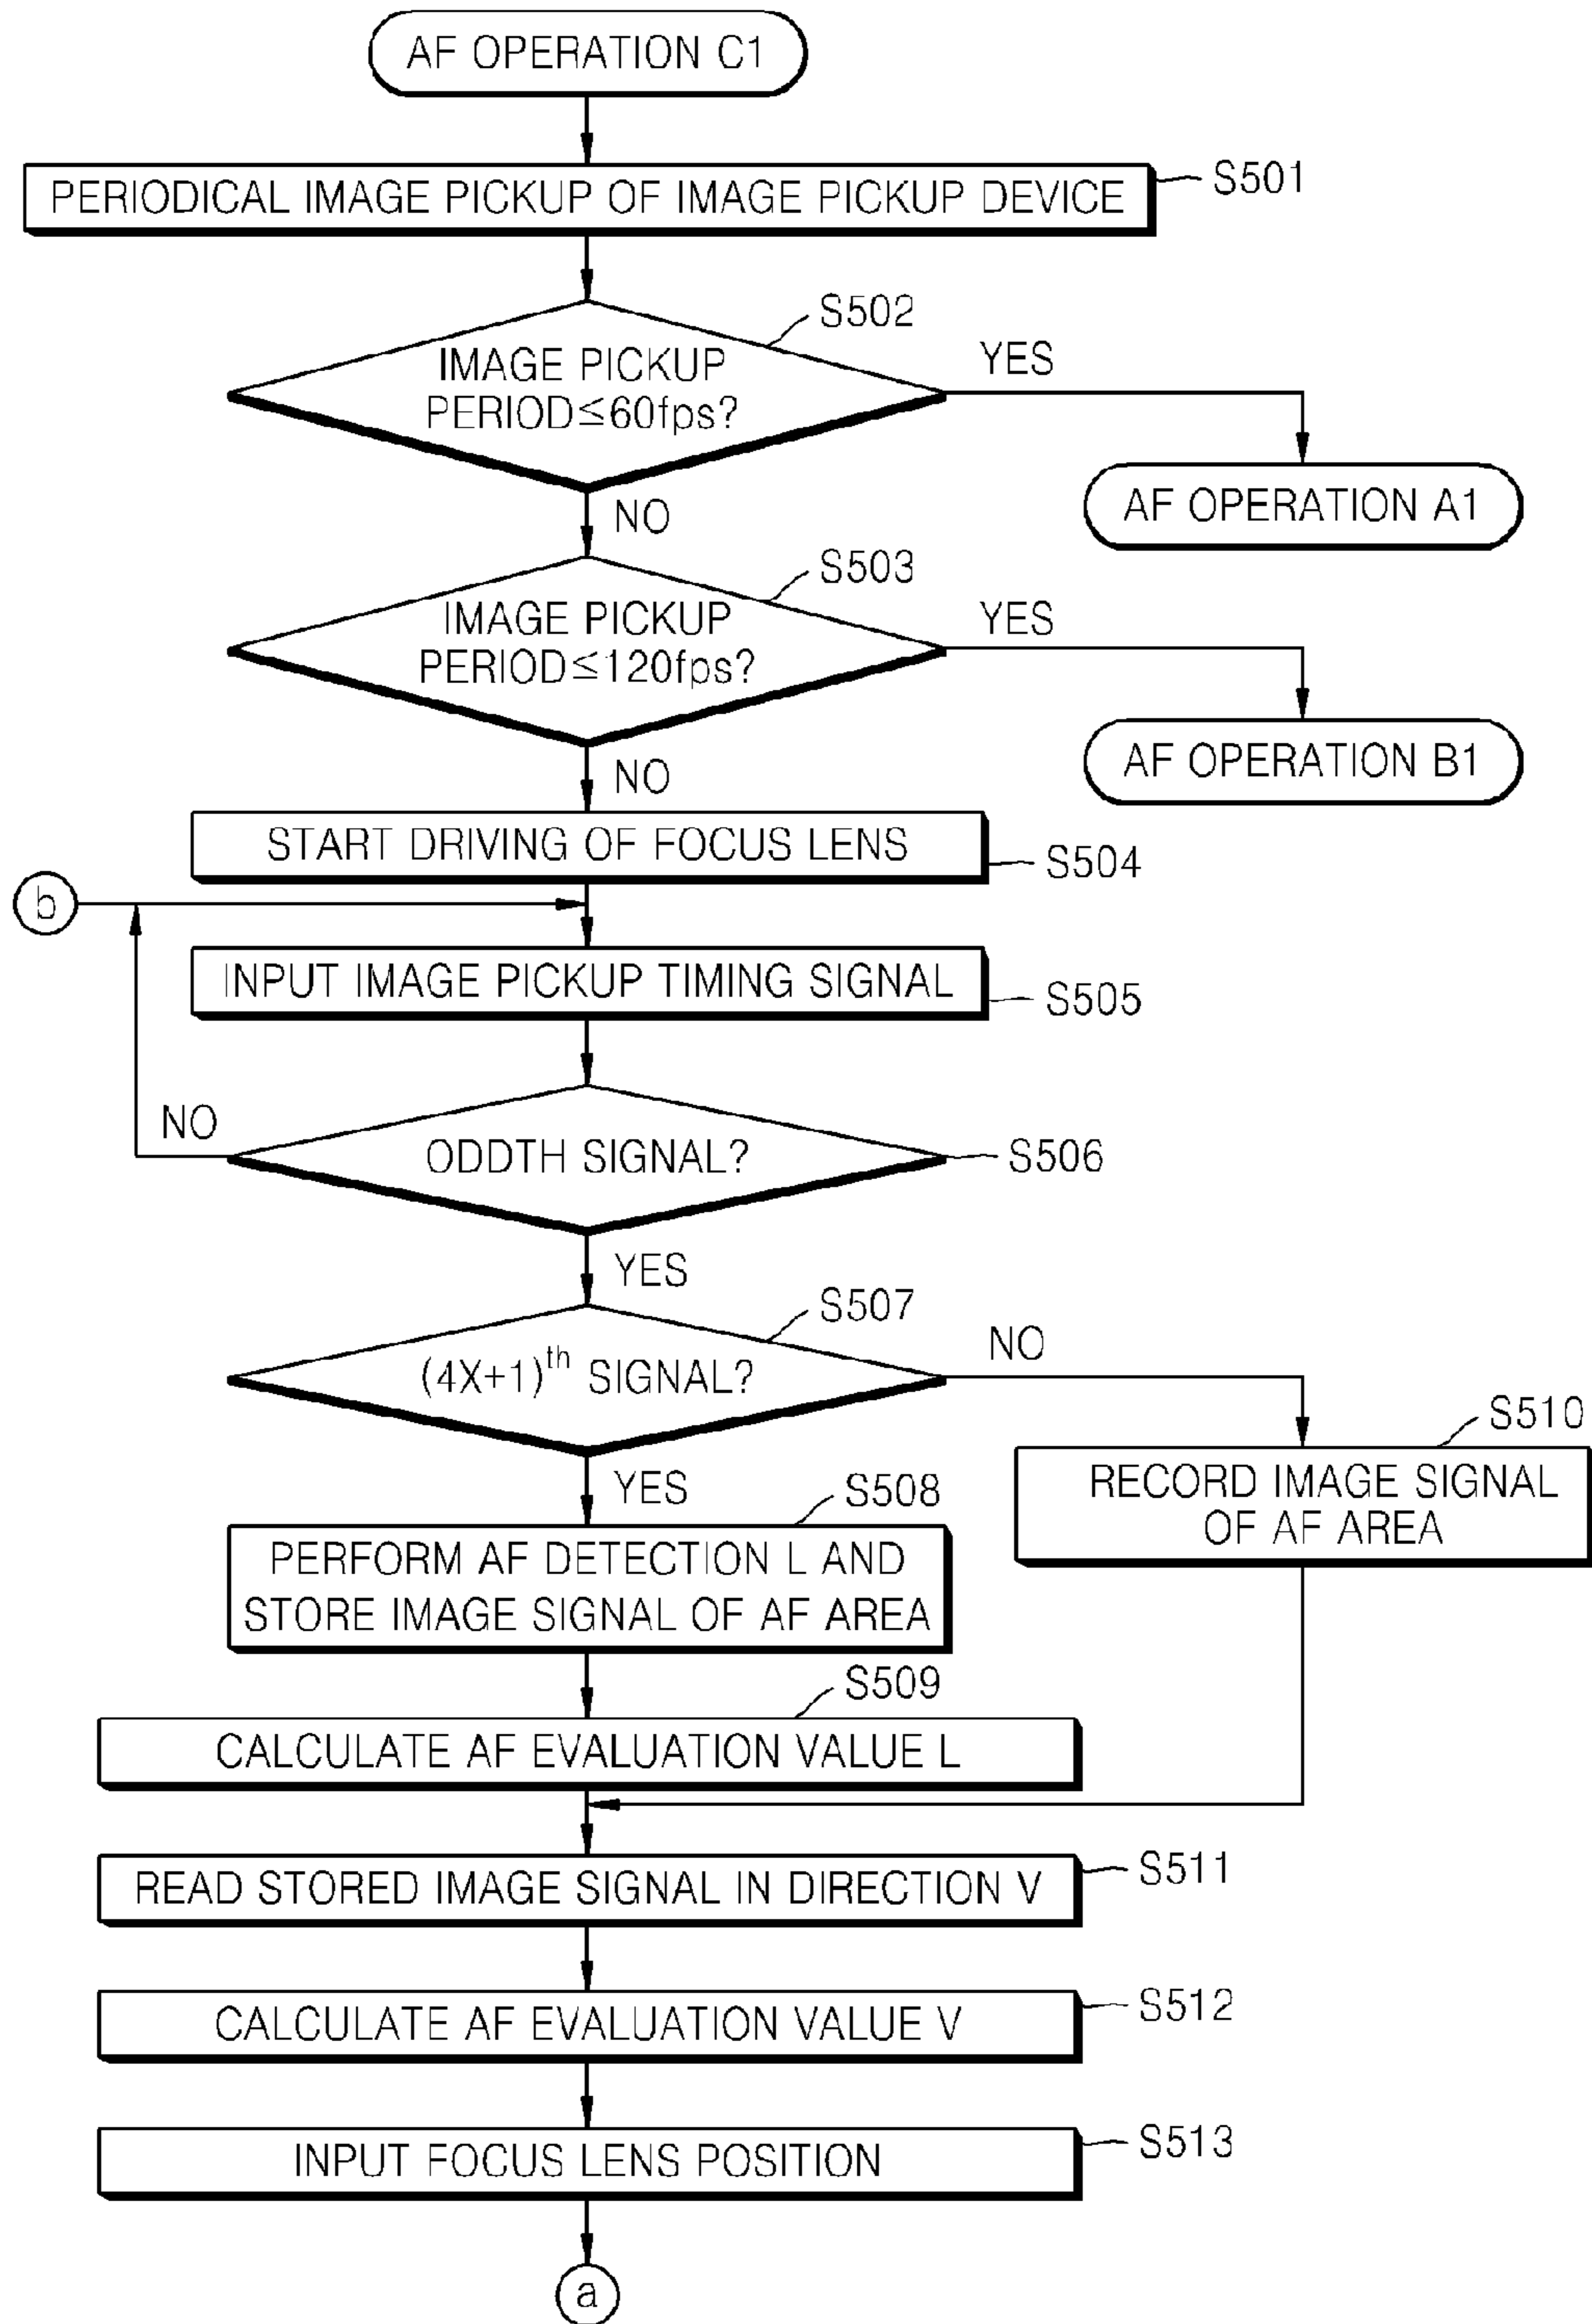 AF OPERATION C1
PERIODICAL IMAGE PICKUP OF IMAGE PICKUP DEVICE
S501
S502
IMAGE PICKUP
PERIOD≦60fps?
YES
AF OPERATION A1
NO
S503
IMAGE PICKUP
PERIOD≦120fps?
YES
AF OPERATION B1
NO
START DRIVING OF FOCUS LENS
S504
b
INPUT IMAGE PICKUP TIMING SIGNAL
S505
NO
ODDTH SIGNAL?
S506
YES
S507
(4X+1)th SIGNAL?
NO
S510
RECORD IMAGE SIGNAL
OF AF AREA
YES
S508
PERFORM AF DETECTION L AND
STORE IMAGE SIGNAL OF AF AREA
S509
CALCULATE AF EVALUATION VALUE L
READ STORED IMAGE SIGNAL IN DIRECTION V
S511
CALCULATE AF EVALUATION VALUE V
S512
INPUT FOCUS LENS POSITION
S513
a